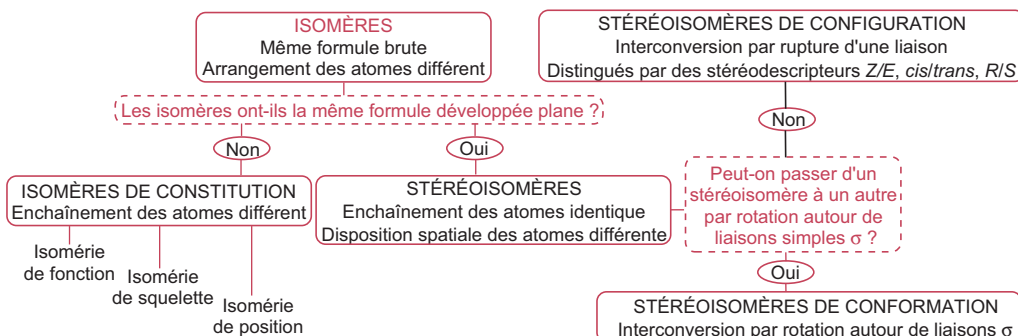 ISOMÈRES
Même formule brute
Arrangement des atomes différent
Les isomères ont-ils la même formule développée plane ?
Non
Oui
ISOMÈRES DE CONSTITUTION
Enchaînement des atomes différent
Isomérie
de fonction
Isomérie
de squelette
Isomérie
de position
STÉRÉOISOMÈRES
Enchaînement des atomes identique
Disposition spatiale des atomes différente
STÉRÉOISOMÈRES DE CONFIGURATION
Interconversion par rupture d'une liaison
Distingués par des stéréodescripteurs Z/E, cis/trans, R/S
Non
Peut-on passer d'un
stéréoisomère à un autre
par rotation autour de
liaisons simples σ ?
Oui
STÉRÉOISOMÈRES DE CONFORMATION
Interconversion par rotation autour de liaisons σ